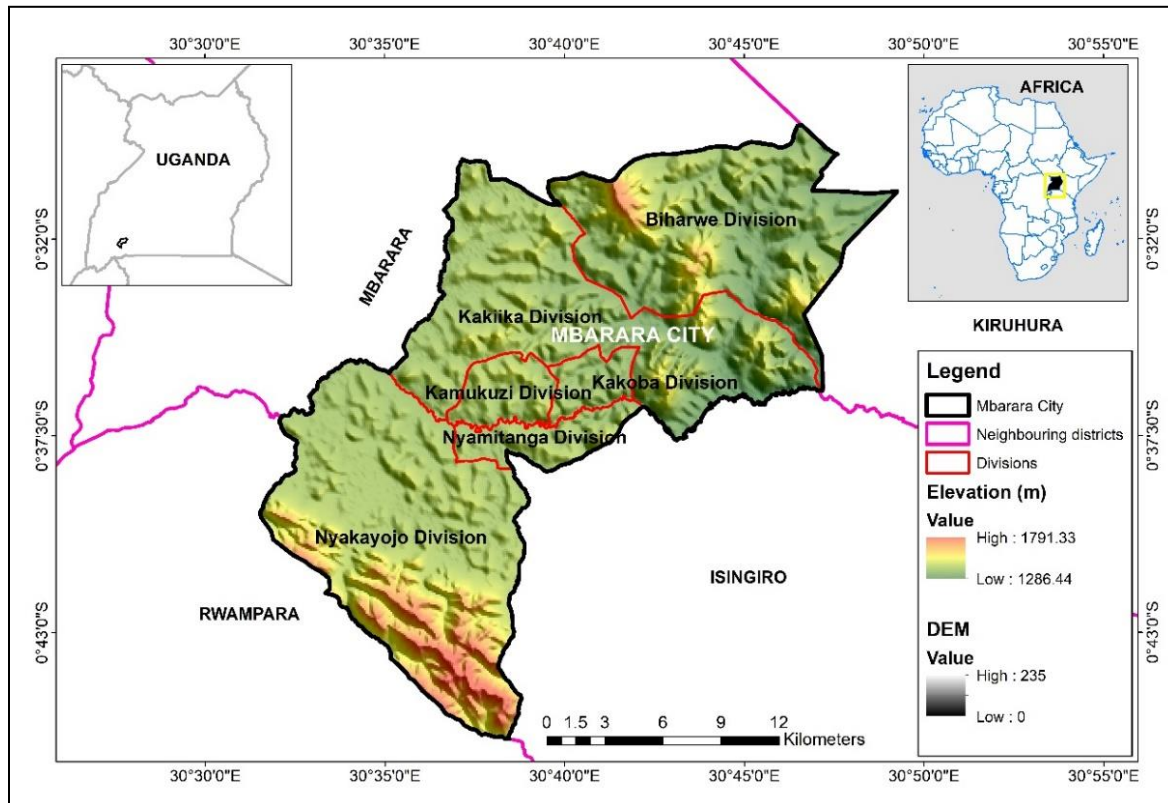 30°30'0"E 30°35'0"E 30°40'0"E 30°45'0"E 30°50'0"E 30°55'0"E
UGANDA
AFRICA
0°32'0"S
0°32'0"S
MBARARA
Biharwe Division
Kakiika Division
MBARARA CITY
KIRUHURA
Kamukuzi Division
Kakoba Division
Nyamitanga Division
0°37'30"S
0°37'30"S
Nyakayojo Division
ISINGIRO
RWAMPARA
0°43'0"S
0°43'0"S
Legend
Mbarara City
Neighbouring districts
Divisions
Elevation (m)
Value
High : 1791.33
Low : 1286.44
DEM
Value
High : 235
Low : 0
0 1.5 3 6 9 12
Kilometers
30°30'0"E 30°35'0"E 30°40'0"E 30°45'0"E 30°50'0"E 30°55'0"E